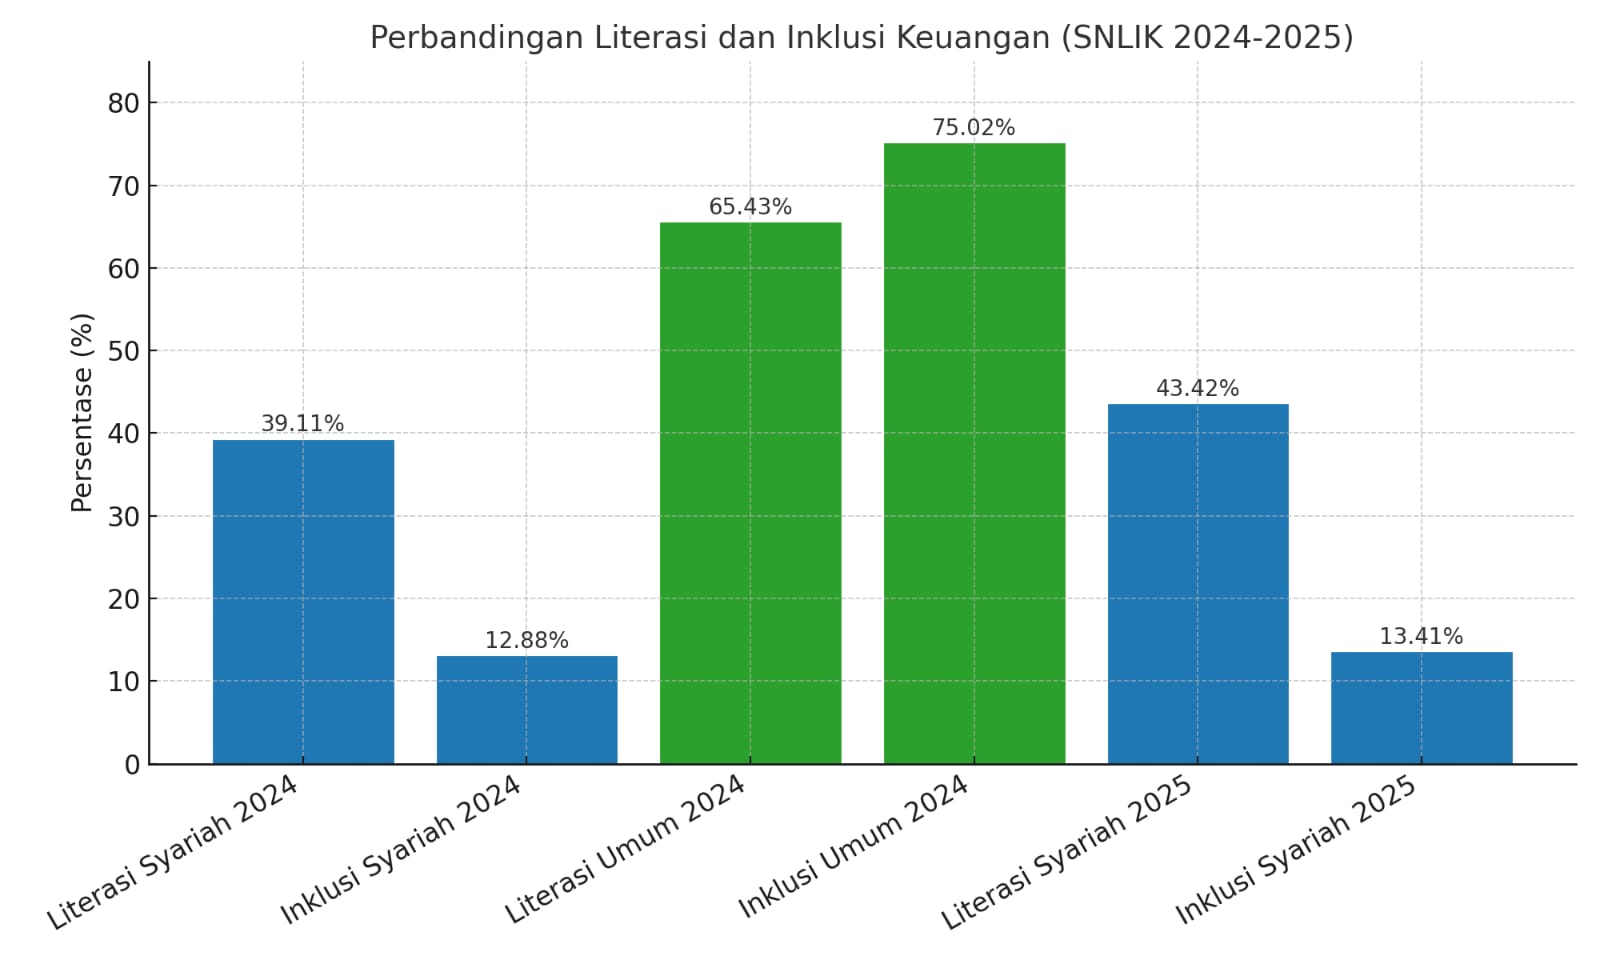 Perbandingan Literasi dan Inklusi Keuangan (SNLIK 2024-2025)
Persentase (%)
80
70
60
50
40
30
20
10
0
39.11%
12.88%
65.43%
75.02%
43.42%
13.41%
Literasi Syariah 2024
Inklusi Syariah 2024
Literasi Umum 2024
Inklusi Umum 2024
Literasi Syariah 2025
Inklusi Syariah 2025